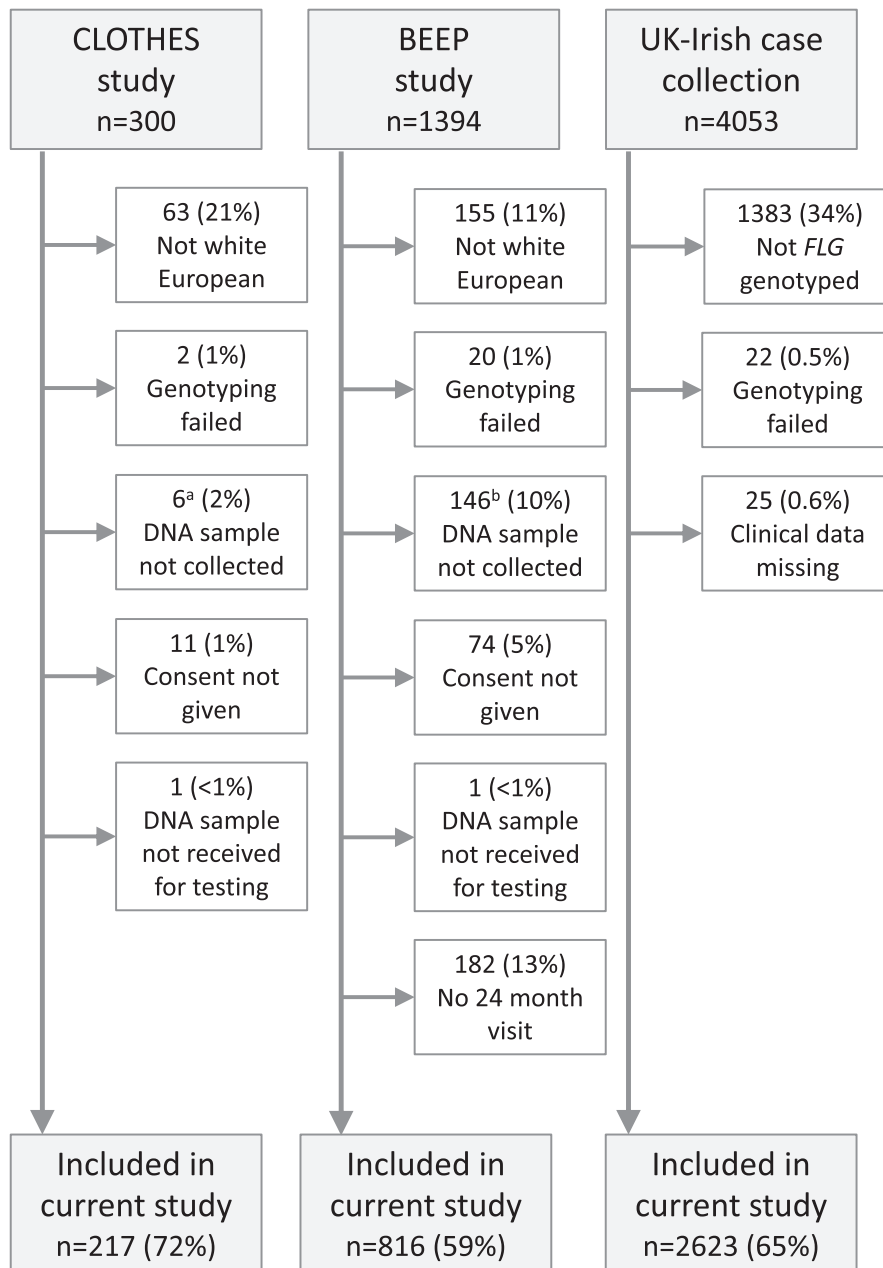 CLOTHES
study
n=300
63 (21%)
Not white
European
2 (1%)
Genotyping
failed
6ᵃ (2%)
DNA sample
not collected
11 (1%)
Consent not
given
1 (<1%)
DNA sample
not received
for testing
Included in
current study
n=217 (72%)
BEEP
study
n=1394
155 (11%)
Not white
European
20 (1%)
Genotyping
failed
146ᵇ (10%)
DNA sample
not collected
74 (5%)
Consent not
given
1 (<1%)
DNA sample
not received
for testing
182 (13%)
No 24 month
visit
Included in
current study
n=816 (59%)
UK-Irish case
collection
n=4053
1383 (34%)
Not FLG
genotyped
22 (0.5%)
Genotyping
failed
25 (0.6%)
Clinical data
missing
Included in
current study
n=2623 (65%)